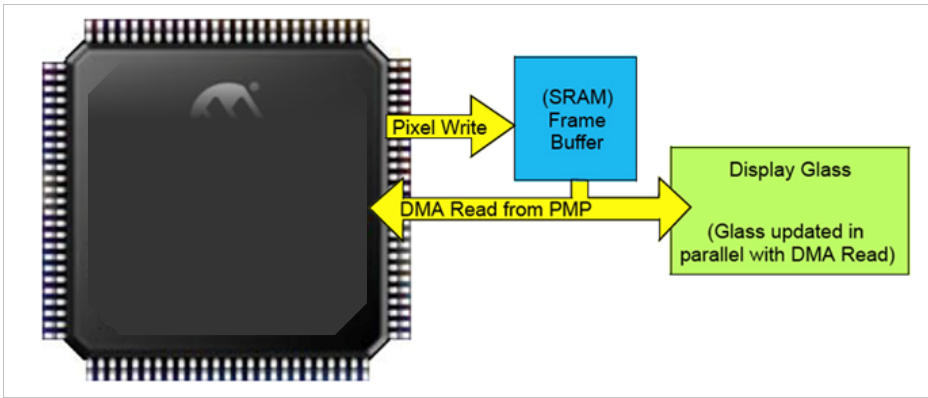 Pixel Write
(SRAM)
Frame
Buffer
DMA Read from PMP
Display Glass
(Glass updated in
parallel with DMA Read)